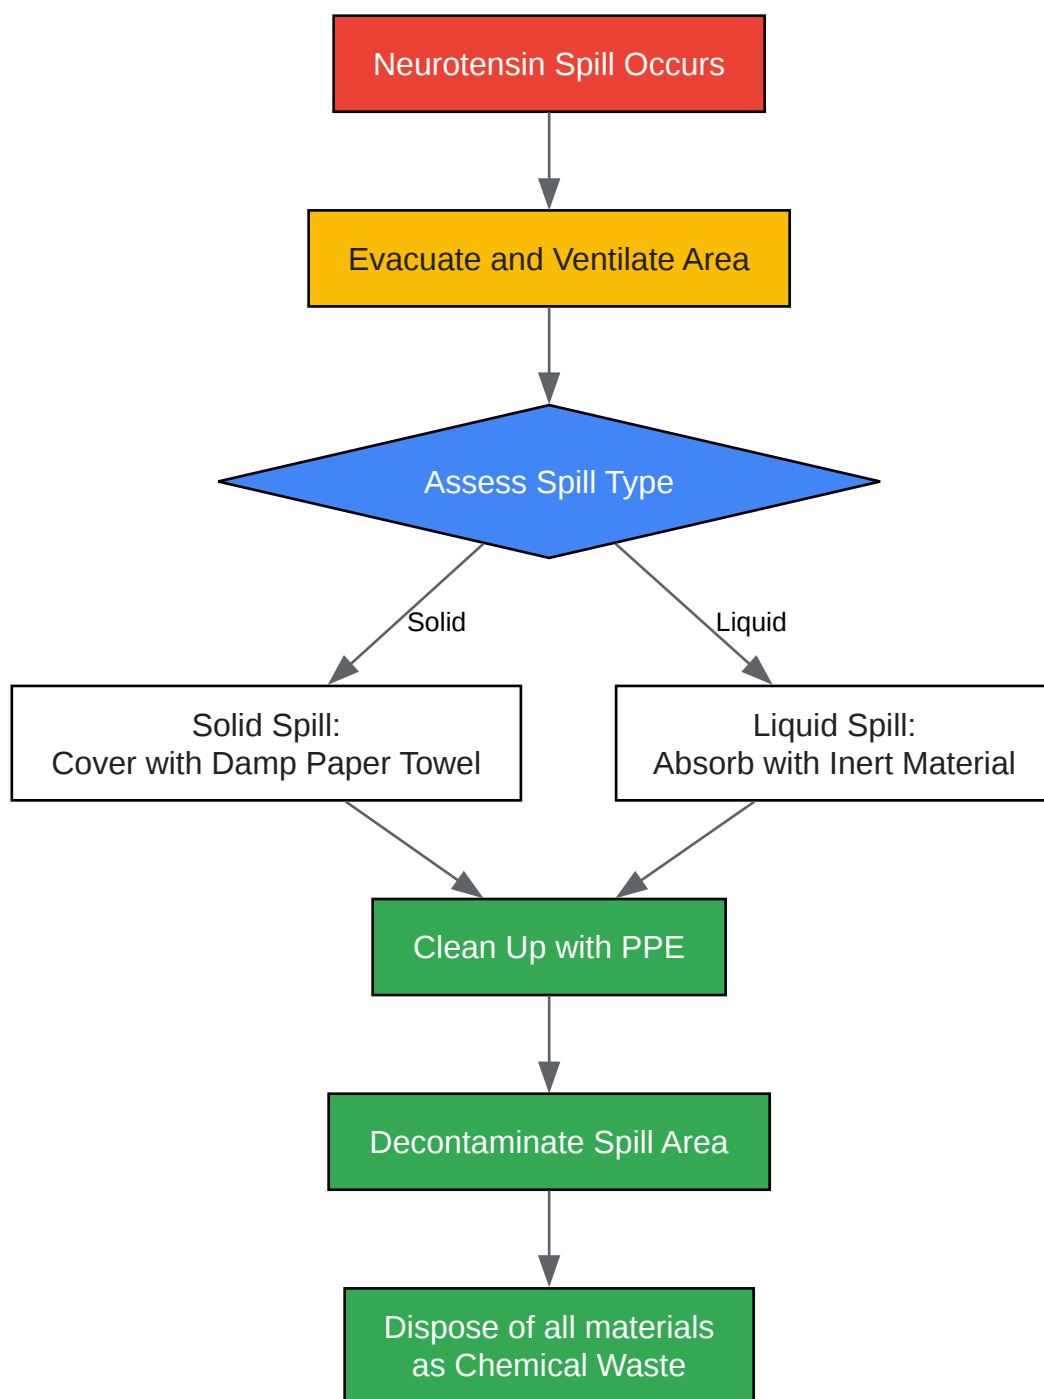 Neurotensin Spill Occurs
Evacuate and Ventilate Area
Assess Spill Type
Solid
Liquid
Solid Spill:
Cover with Damp Paper Towel
Liquid Spill:
Absorb with Inert Material
Clean Up with PPE
Decontaminate Spill Area
Dispose of all materials
as Chemical Waste